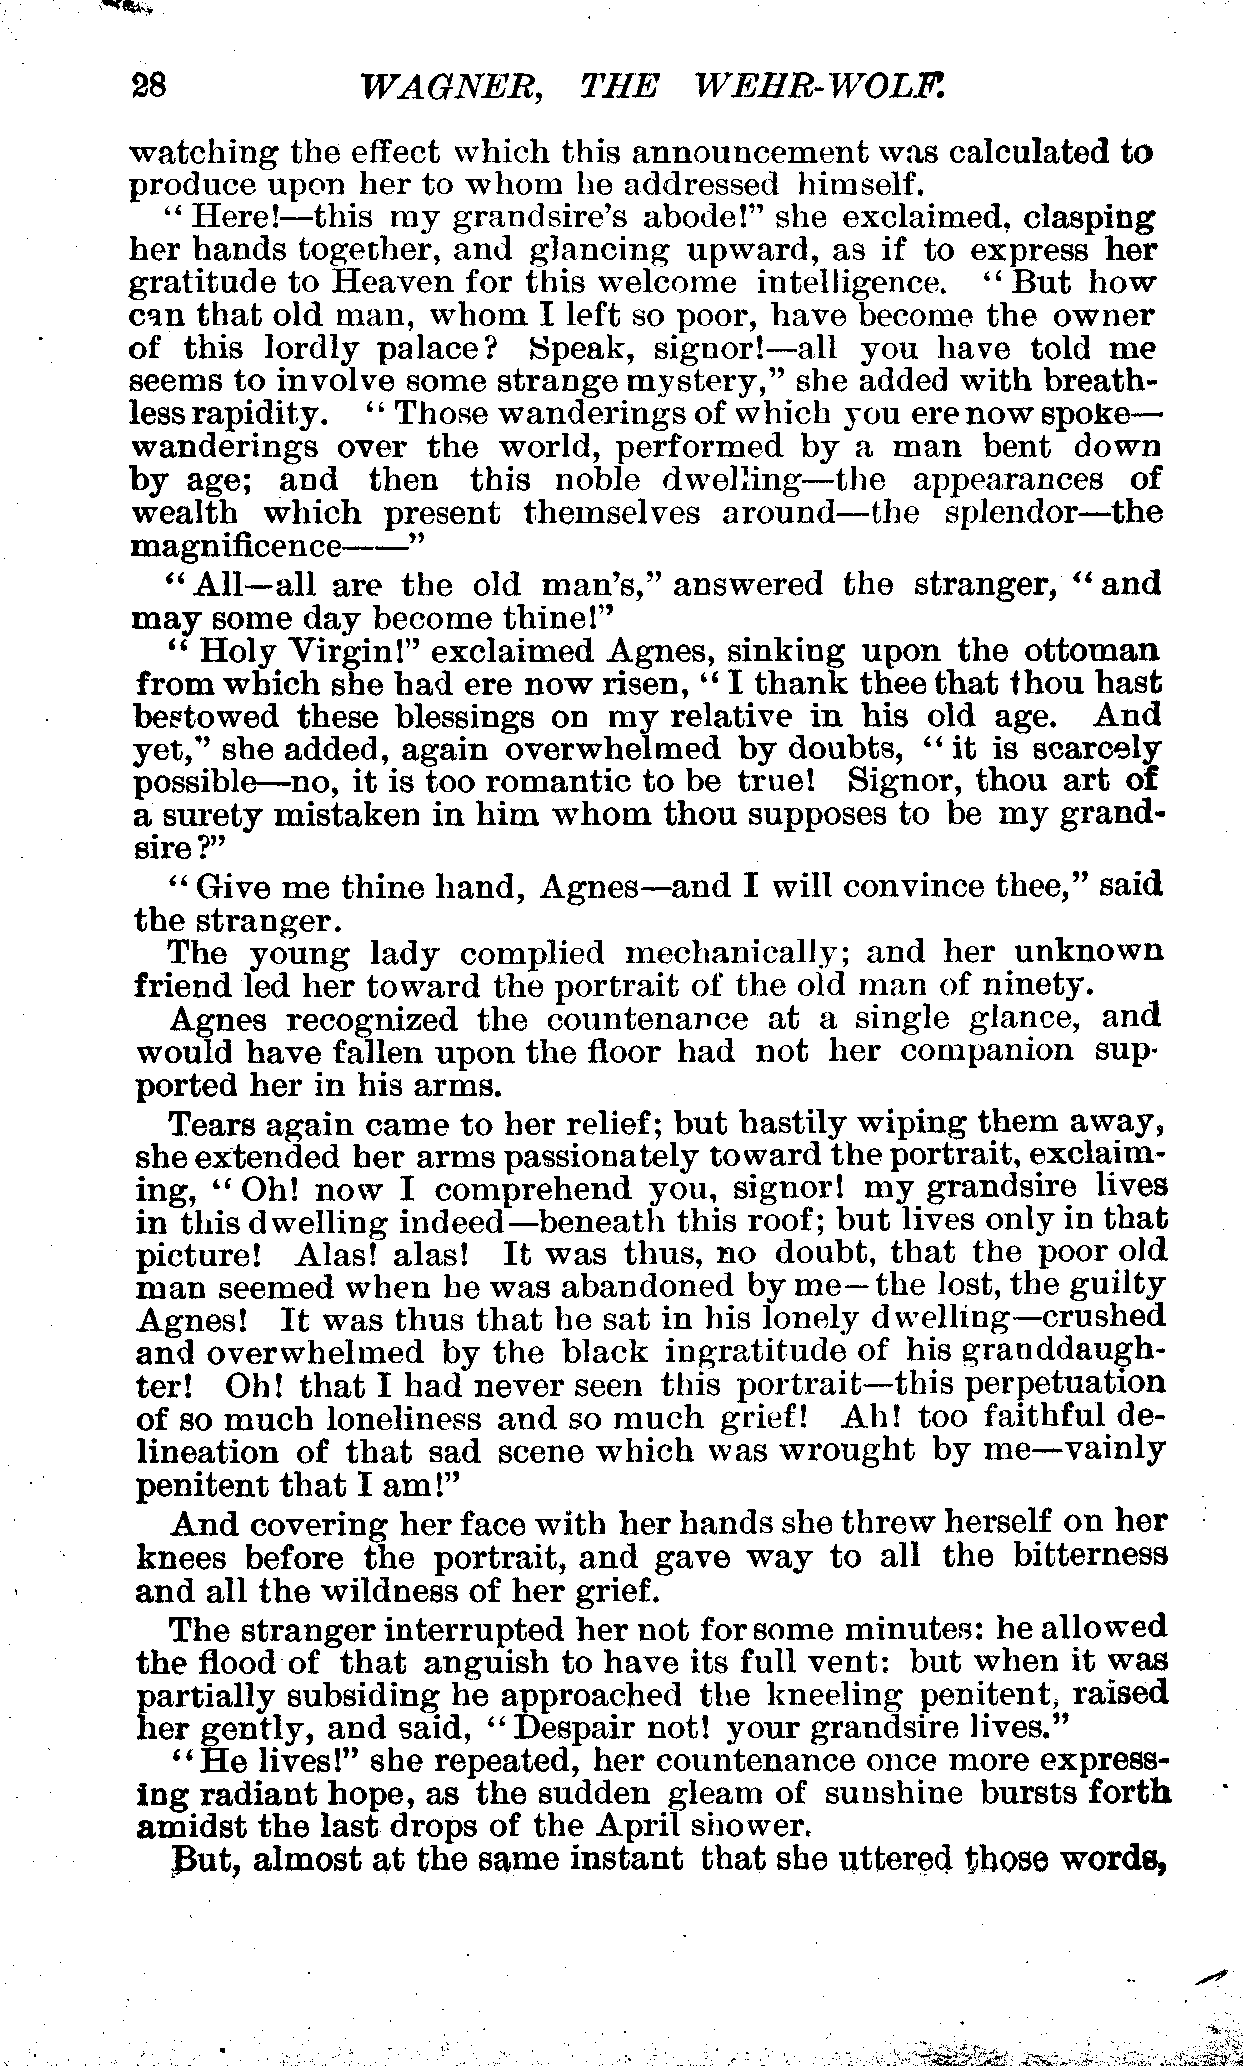 28 WAGNER, THE WEHR-WOLF.
watching the effect which this announcement was calculated to
produce upon her to whom he addressed himself.
"Here!—this my grandsire's abode!" she exclaimed, clasping
her hands together, and glancing upward, as if to express her
gratitude to Heaven for this welcome intelligence. "But how
can that old man, whom I left so poor, have become the owner
of this lordly palace? Speak, signor!—all you have told me
seems to involve some strange mystery," she added with breath-
less rapidity. "Those wanderings of which you ere now spoke—
wanderings over the world, performed by a man bent down
by age; and then this noble dwelling—the appearances of
wealth which present themselves around—the splendor—the
magnificence——"
"All—all are the old man's," answered the stranger, "and
may some day become thine!"
"Holy Virgin!" exclaimed Agnes, sinking upon the ottoman
from which she had ere now risen, "I thank thee that thou hast
bestowed these blessings on my relative in his old age. And
yet," she added, again overwhelmed by doubts, "it is scarcely
possible—no, it is too romantic to be true! Signor, thou art of
a surety mistaken in him whom thou supposes to be my grand-
sire?"
"Give me thine hand, Agnes—and I will convince thee," said
the stranger.
The young lady complied mechanically; and her unknown
friend led her toward the portrait of the old man of ninety.
Agnes recognized the countenance at a single glance, and
would have fallen upon the floor had not her companion sup-
ported her in his arms.
Tears again came to her relief; but hastily wiping them away,
she extended her arms passionately toward the portrait, exclaim-
ing, "Oh! now I comprehend you, signor! my grandsire lives
in this dwelling indeed—beneath this roof; but lives only in that
picture! Alas! alas! It was thus, no doubt, that the poor old
man seemed when he was abandoned by me—the lost, the guilty
Agnes! It was thus that he sat in his lonely dwelling—crushed
and overwhelmed by the black ingratitude of his granddaugh-
ter! Oh! that I had never seen this portrait—this perpetuation
of so much loneliness and so much grief! Ah! too faithful de-
lineation of that sad scene which was wrought by me—vainly
penitent that I am!"
And covering her face with her hands she threw herself on her
knees before the portrait, and gave way to all the bitterness
and all the wildness of her grief.
The stranger interrupted her not for some minutes: he allowed
the flood of that anguish to have its full vent: but when it was
partially subsiding he approached the kneeling penitent, raised
her gently, and said, "Despair not! your grandsire lives."
"He lives!" she repeated, her countenance once more express-
ing radiant hope, as the sudden gleam of sunshine bursts forth
amidst the last drops of the April shower.
But, almost at the same instant that she uttered those words,